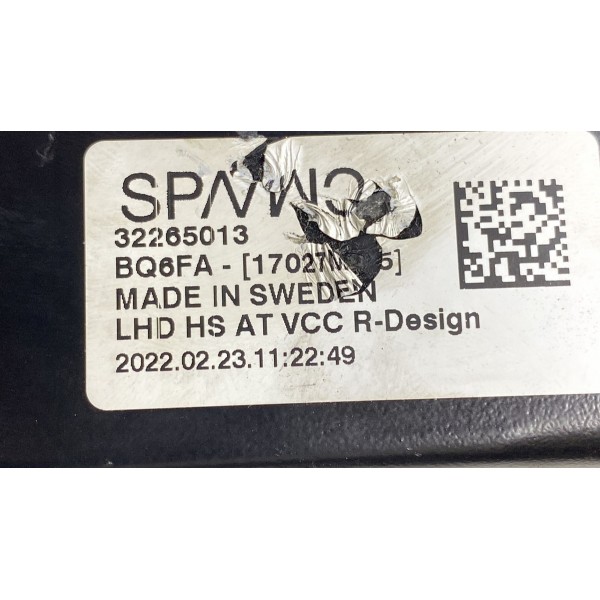 32265013
BQ6FA -
MADE IN SWEDEN
LHD HS AT VCC R-Design
2022.02.23.11:22:49